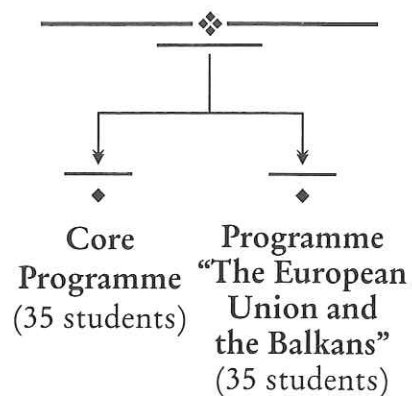 Core
Programme
(35 students)
Programme
“The European
Union and
the Balkans”
(35 students)